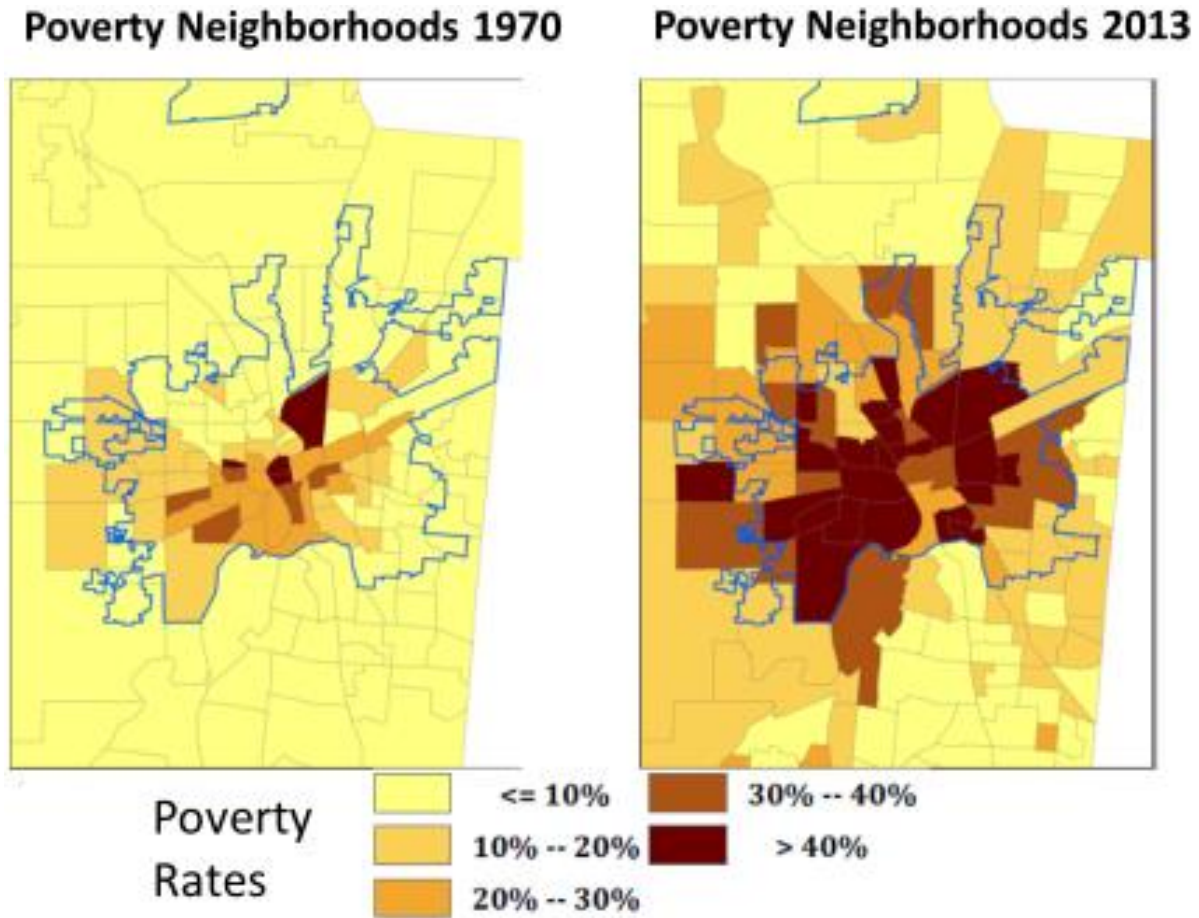 Poverty Neighborhoods 1970
Poverty Neighborhoods 2013
Poverty
Rates
<= 10%
10% -- 20%
20% -- 30%
30% -- 40%
> 40%